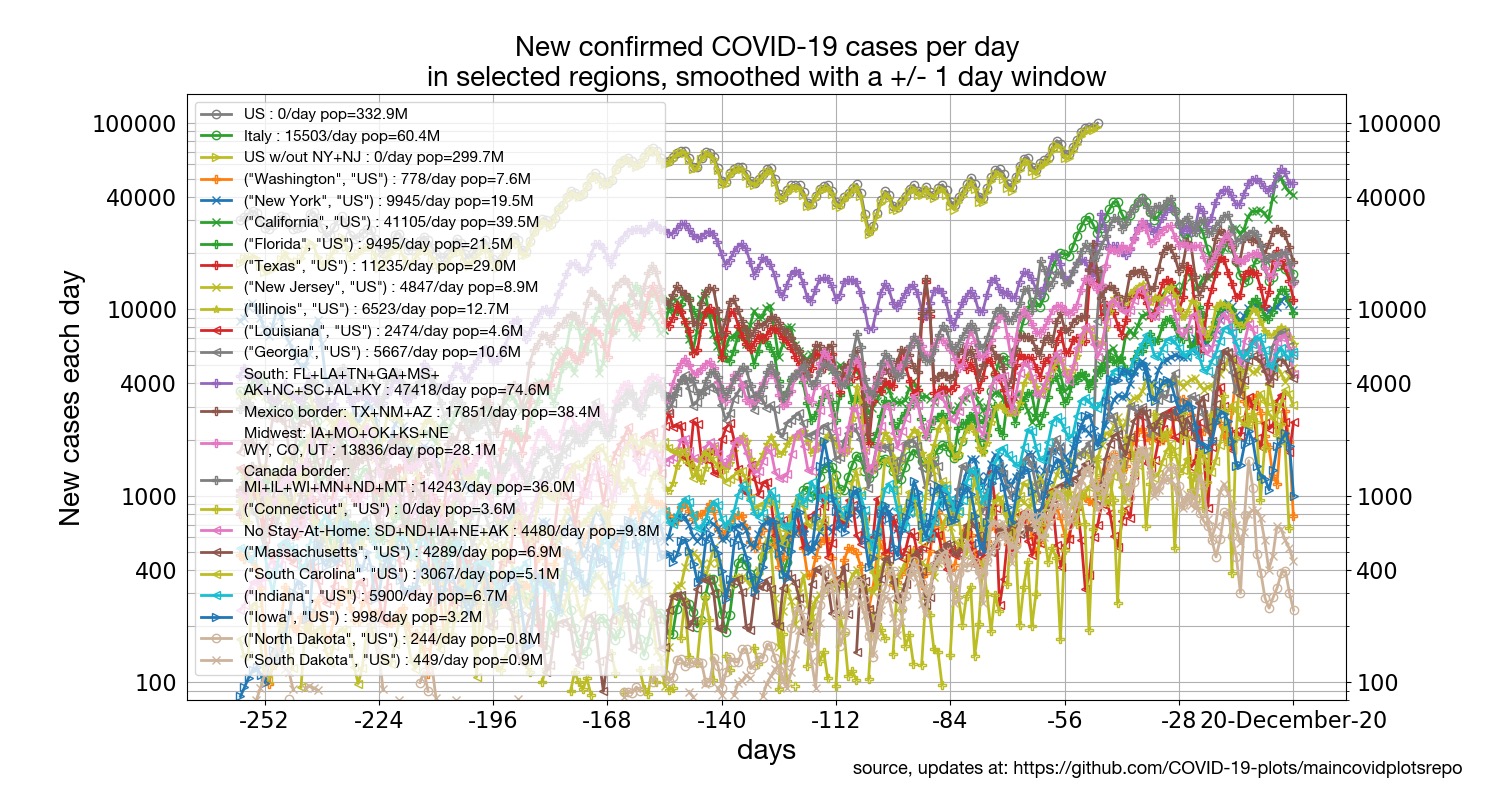 New confirmed COVID-19 cases per day
in selected regions, smoothed with a +/- 1 day window
US : 0/day pop=332.9M
Italy : 15503/day pop=60.4M
US w/out NY+NJ : 0/day pop=299.7M
("Washington", "US") : 778/day pop=7.6M
("New York", "US") : 9945/day pop=19.5M
("California", "US") : 41105/day pop=39.5M
("Florida", "US") : 9495/day pop=21.5M
("Texas", "US") : 11235/day pop=29.0M
("New Jersey", "US") : 4847/day pop=8.9M
("Illinois", "US") : 6523/day pop=12.7M
("Louisiana", "US") : 2474/day pop=4.6M
("Georgia", "US") : 5667/day pop=10.6M
South: FL+LA+TN+GA+MS+
AK+NC+SC+AL+KY : 47418/day pop=74.6M
Mexico border: TX+NM+AZ : 17851/day pop=38.4M
Midwest: IA+MO+OK+KS+NE
WY, CO, UT : 13836/day pop=28.1M
Canada border:
MI+IL+WI+MN+ND+MT : 14243/day pop=36.0M
("Connecticut", "US") : 0/day pop=3.6M
No Stay-At-Home: SD+ND+IA+NE+AK : 4480/day pop=9.8M
("Massachusetts", "US") : 4289/day pop=6.9M
("South Carolina", "US") : 3067/day pop=5.1M
("Indiana", "US") : 5900/day pop=6.7M
("Iowa", "US") : 998/day pop=3.2M
("North Dakota", "US") : 244/day pop=0.8M
("South Dakota", "US") : 449/day pop=0.9M
New cases each day
100000
40000
10000
4000
1000
400
100
100000
40000
10000
4000
1000
400
100
-252 -224 -196 -168 -140 -112 -84 -56 -28 20-December-20
days
source, updates at: https://github.com/COVID-19-plots/maincovidplotsrepo